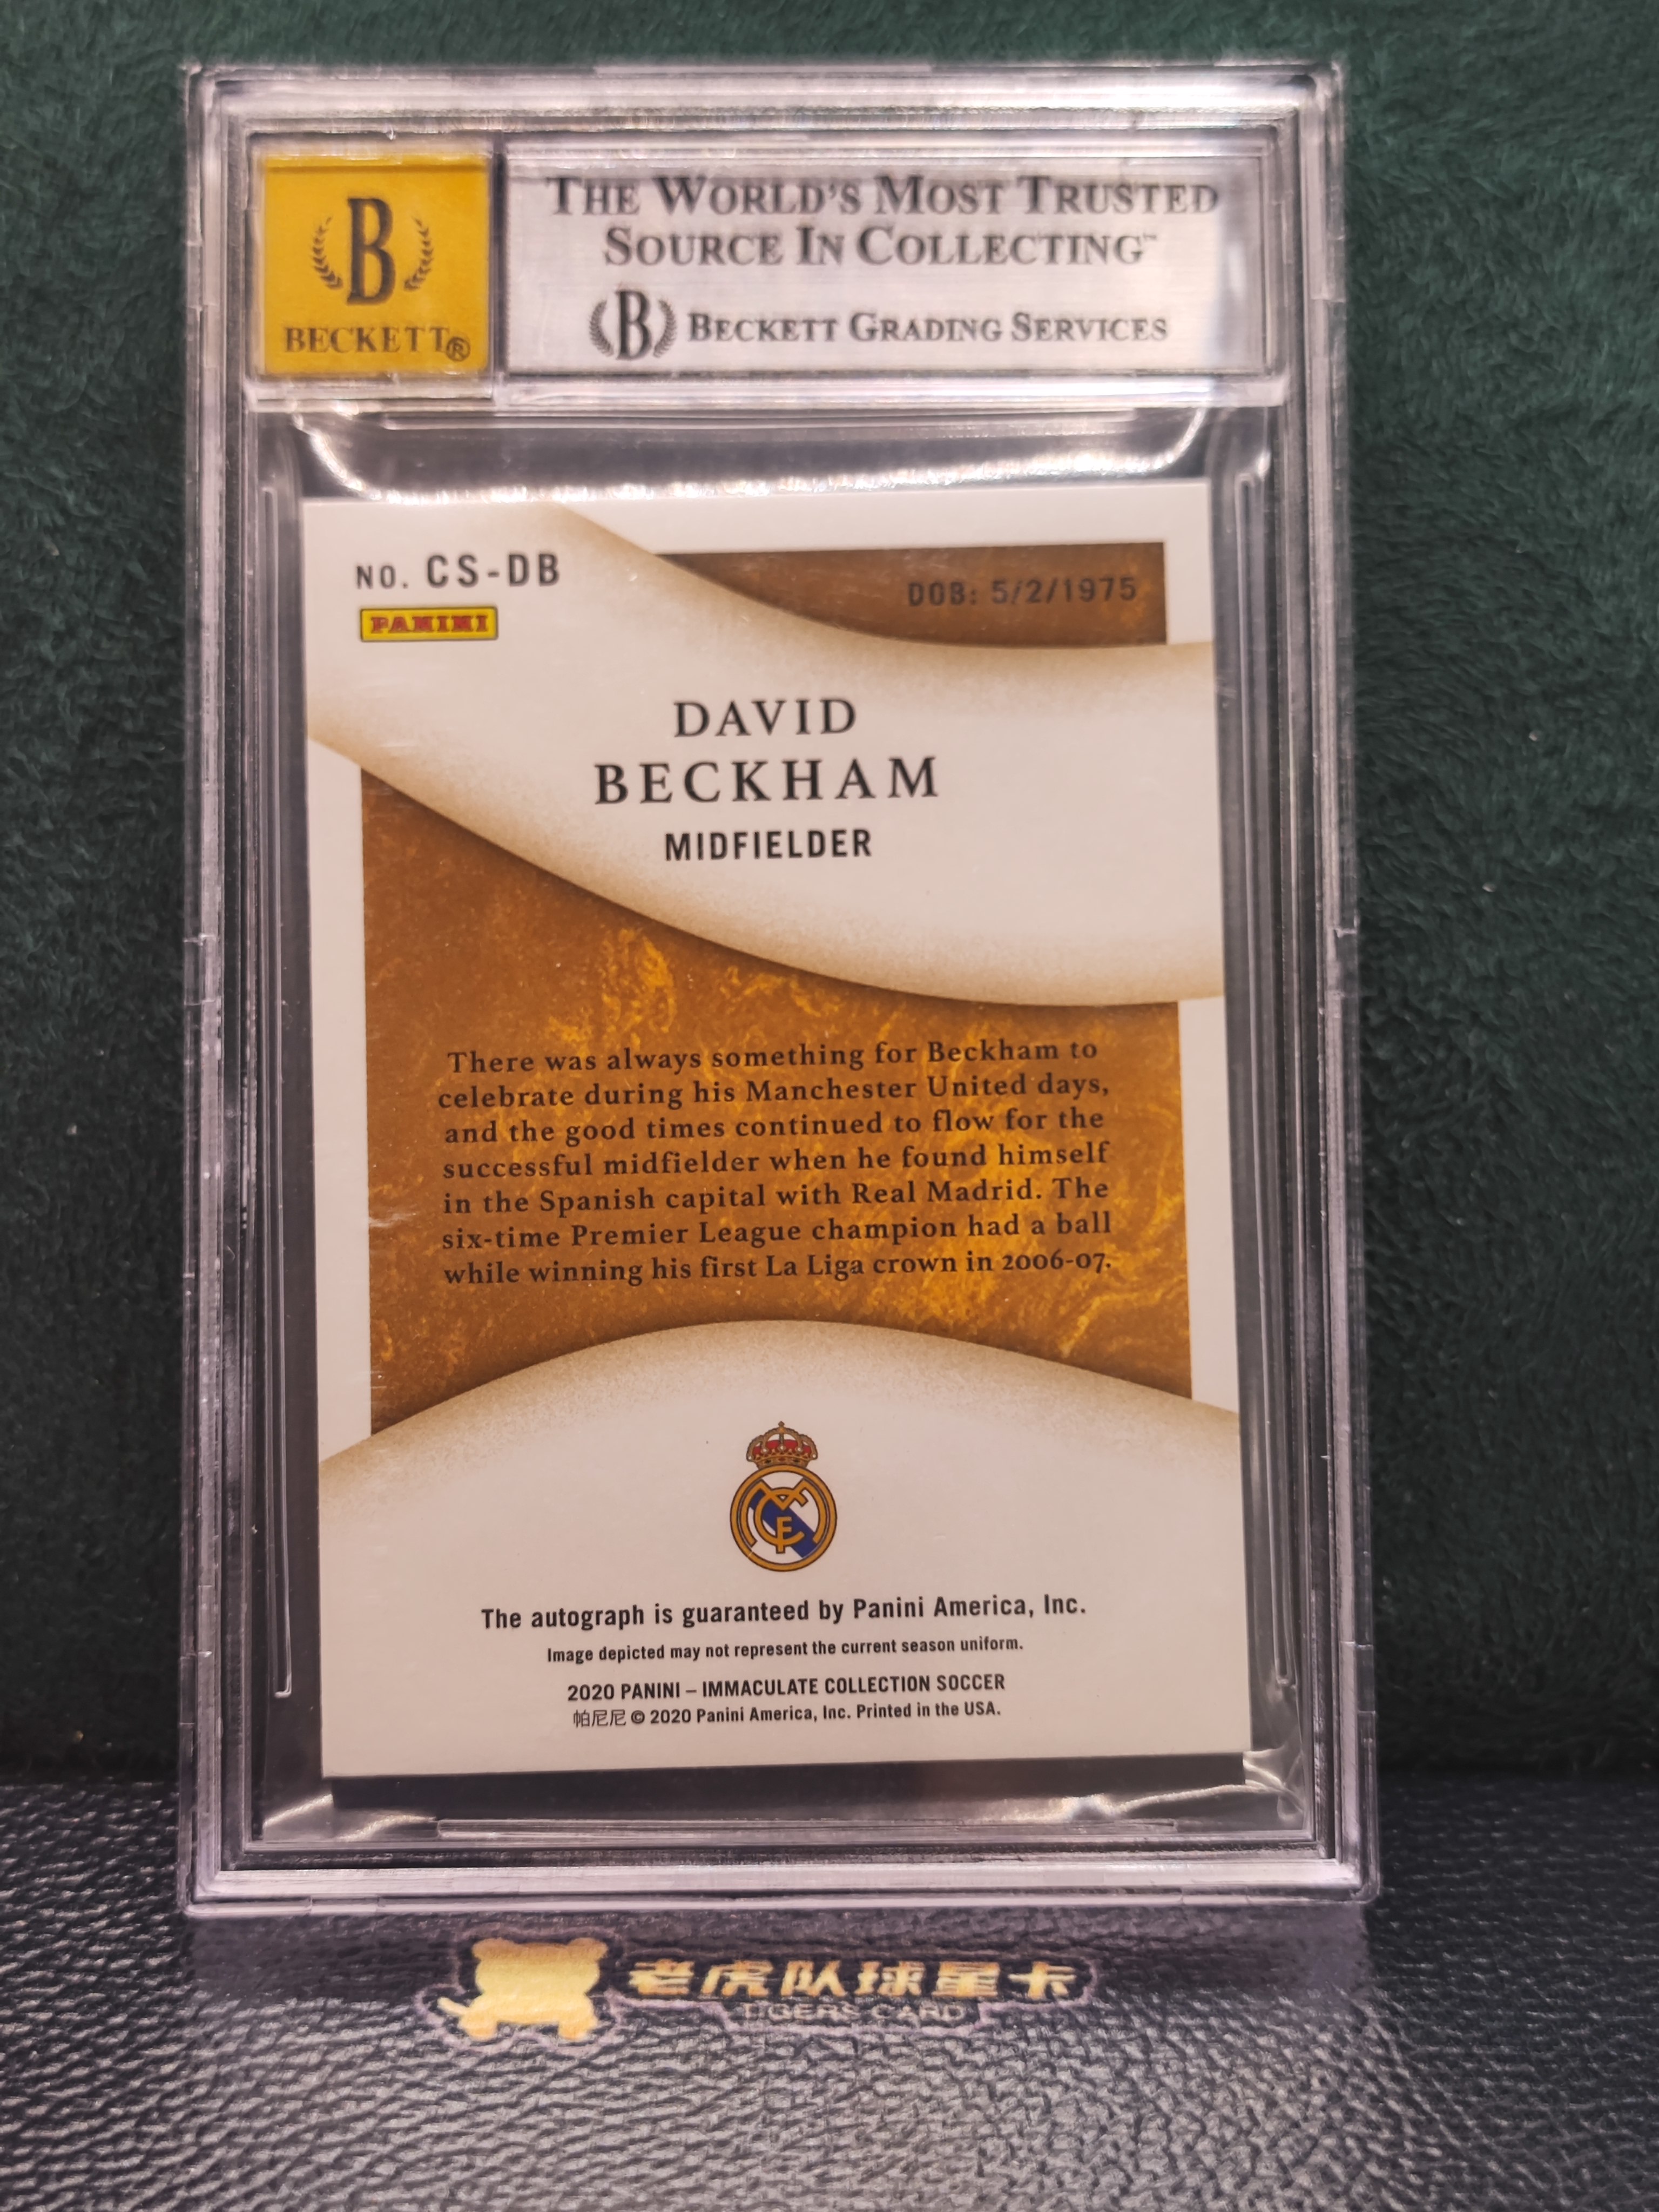 B
BECKETT®
THE WORLD'S MOST TRUSTED
SOURCE IN COLLECTING™
B BECKETT GRADING SERVICES
NO. CS-DB
PANINI
DOB: 5/2/1975
DAVID
BECKHAM
MIDFIELDER
There was always something for Beckham to
celebrate during his Manchester United days,
and the good times continued to flow for the
successful midfielder when he found himself
in the Spanish capital with Real Madrid. The
six-time Premier League champion had a ball
while winning his first La Liga crown in 2006-07.
The autograph is guaranteed by Panini America, Inc.
Image depicted may not represent the current season uniform.
2020 PANINI – IMMACULATE COLLECTION SOCCER
帕尼尼 © 2020 Panini America, Inc. Printed in the USA.
老虎队球星卡
TIGERS CARD